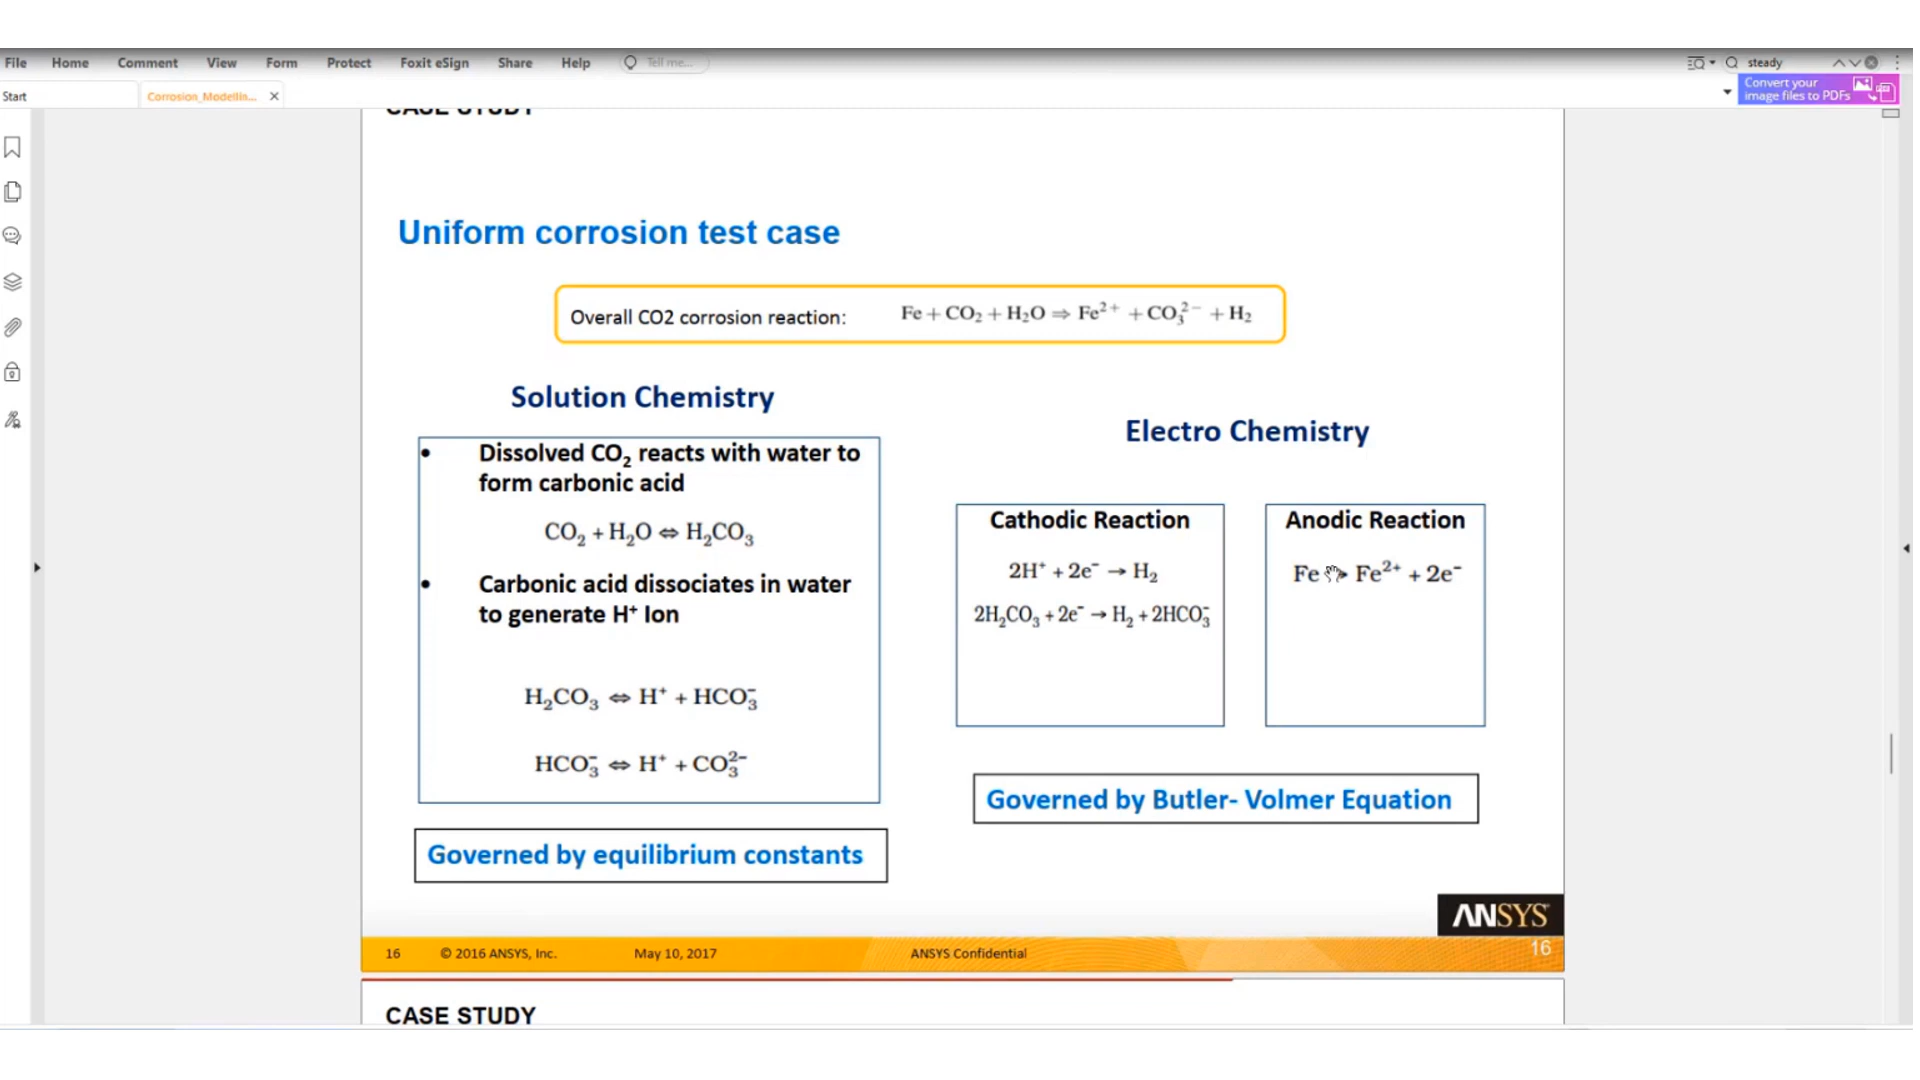 File Home Comment View Form Protect Foxit eSign Share Help Tell me... steady
Start Corrosion_Modellin... Convert your
image files to PDFs
CASE STUDY
Uniform corrosion test case
Overall CO2 corrosion reaction: Fe + CO₂ + H₂O ⇒ Fe²⁺ + CO₃²⁻ + H₂
Solution Chemistry
• Dissolved CO₂ reacts with water to
form carbonic acid
CO₂ + H₂O ⇔ H₂CO₃
• Carbonic acid dissociates in water
to generate H⁺ Ion
H₂CO₃ ⇔ H⁺ + HCO₃⁻
HCO₃⁻ ⇔ H⁺ + CO₃²⁻
Governed by equilibrium constants
Electro Chemistry
Cathodic Reaction
2H⁺ + 2e⁻ → H₂
2H₂CO₃ + 2e⁻ → H₂ + 2HCO₃⁻
Anodic Reaction
Fe → Fe²⁺ + 2e⁻
Governed by Butler- Volmer Equation
ANSYS
16 © 2016 ANSYS, Inc. May 10, 2017 ANSYS Confidential 16
CASE STUDY